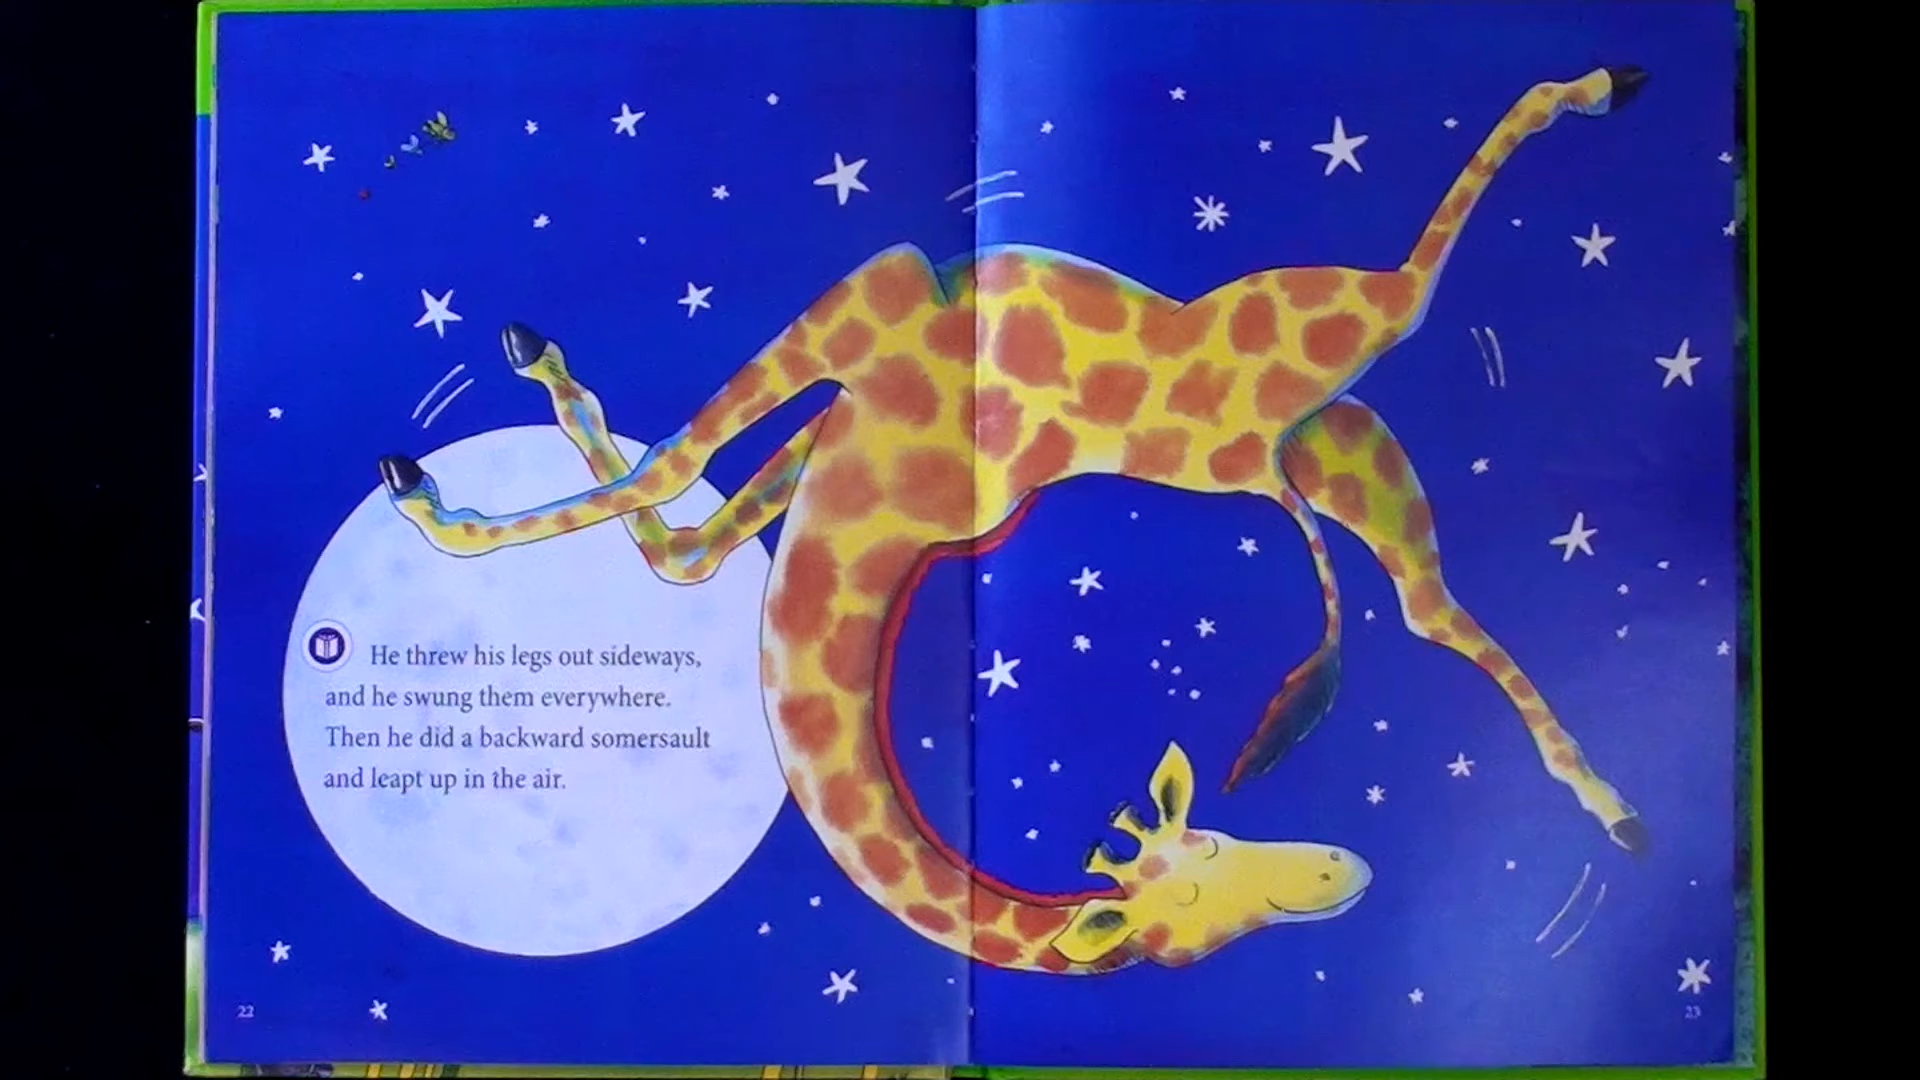 He threw his legs out sideways,
and he swung them everywhere.
Then he did a backward somersault
and leapt up in the air.
22
23